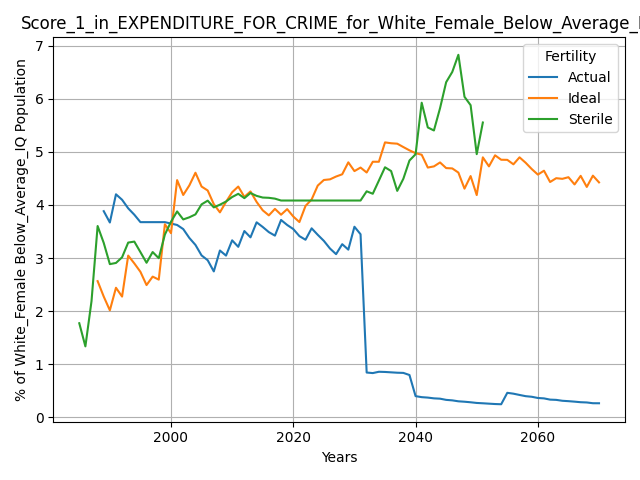 Score_1_in_EXPENDITURE_FOR_CRIME_for_White_Female_Below_Average_
% of White_Female Below_Average_IQ Population
7
6
5
4
3
2
1
0
Fertility
Actual
Ideal
Sterile
2000
2020
2040
2060
Years